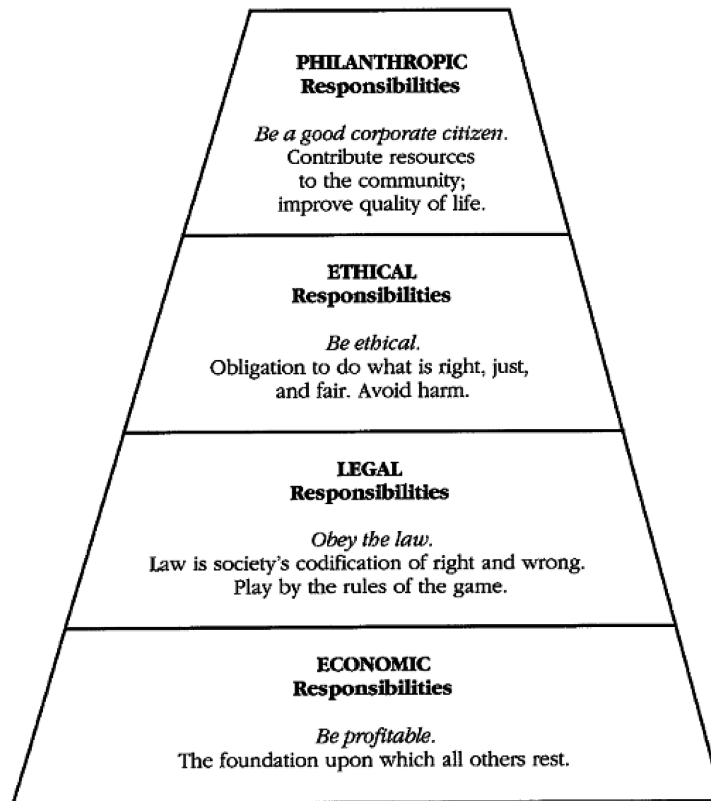 PHILANTHROPIC
Responsibilities
Be a good corporate citizen.
Contribute resources
to the community;
improve quality of life.
ETHICAL
Responsibilities
Be ethical.
Obligation to do what is right, just,
and fair. Avoid harm.
LEGAL
Responsibilities
Obey the law.
Law is society's codification of right and wrong.
Play by the rules of the game.
ECONOMIC
Responsibilities
Be profitable.
The foundation upon which all others rest.